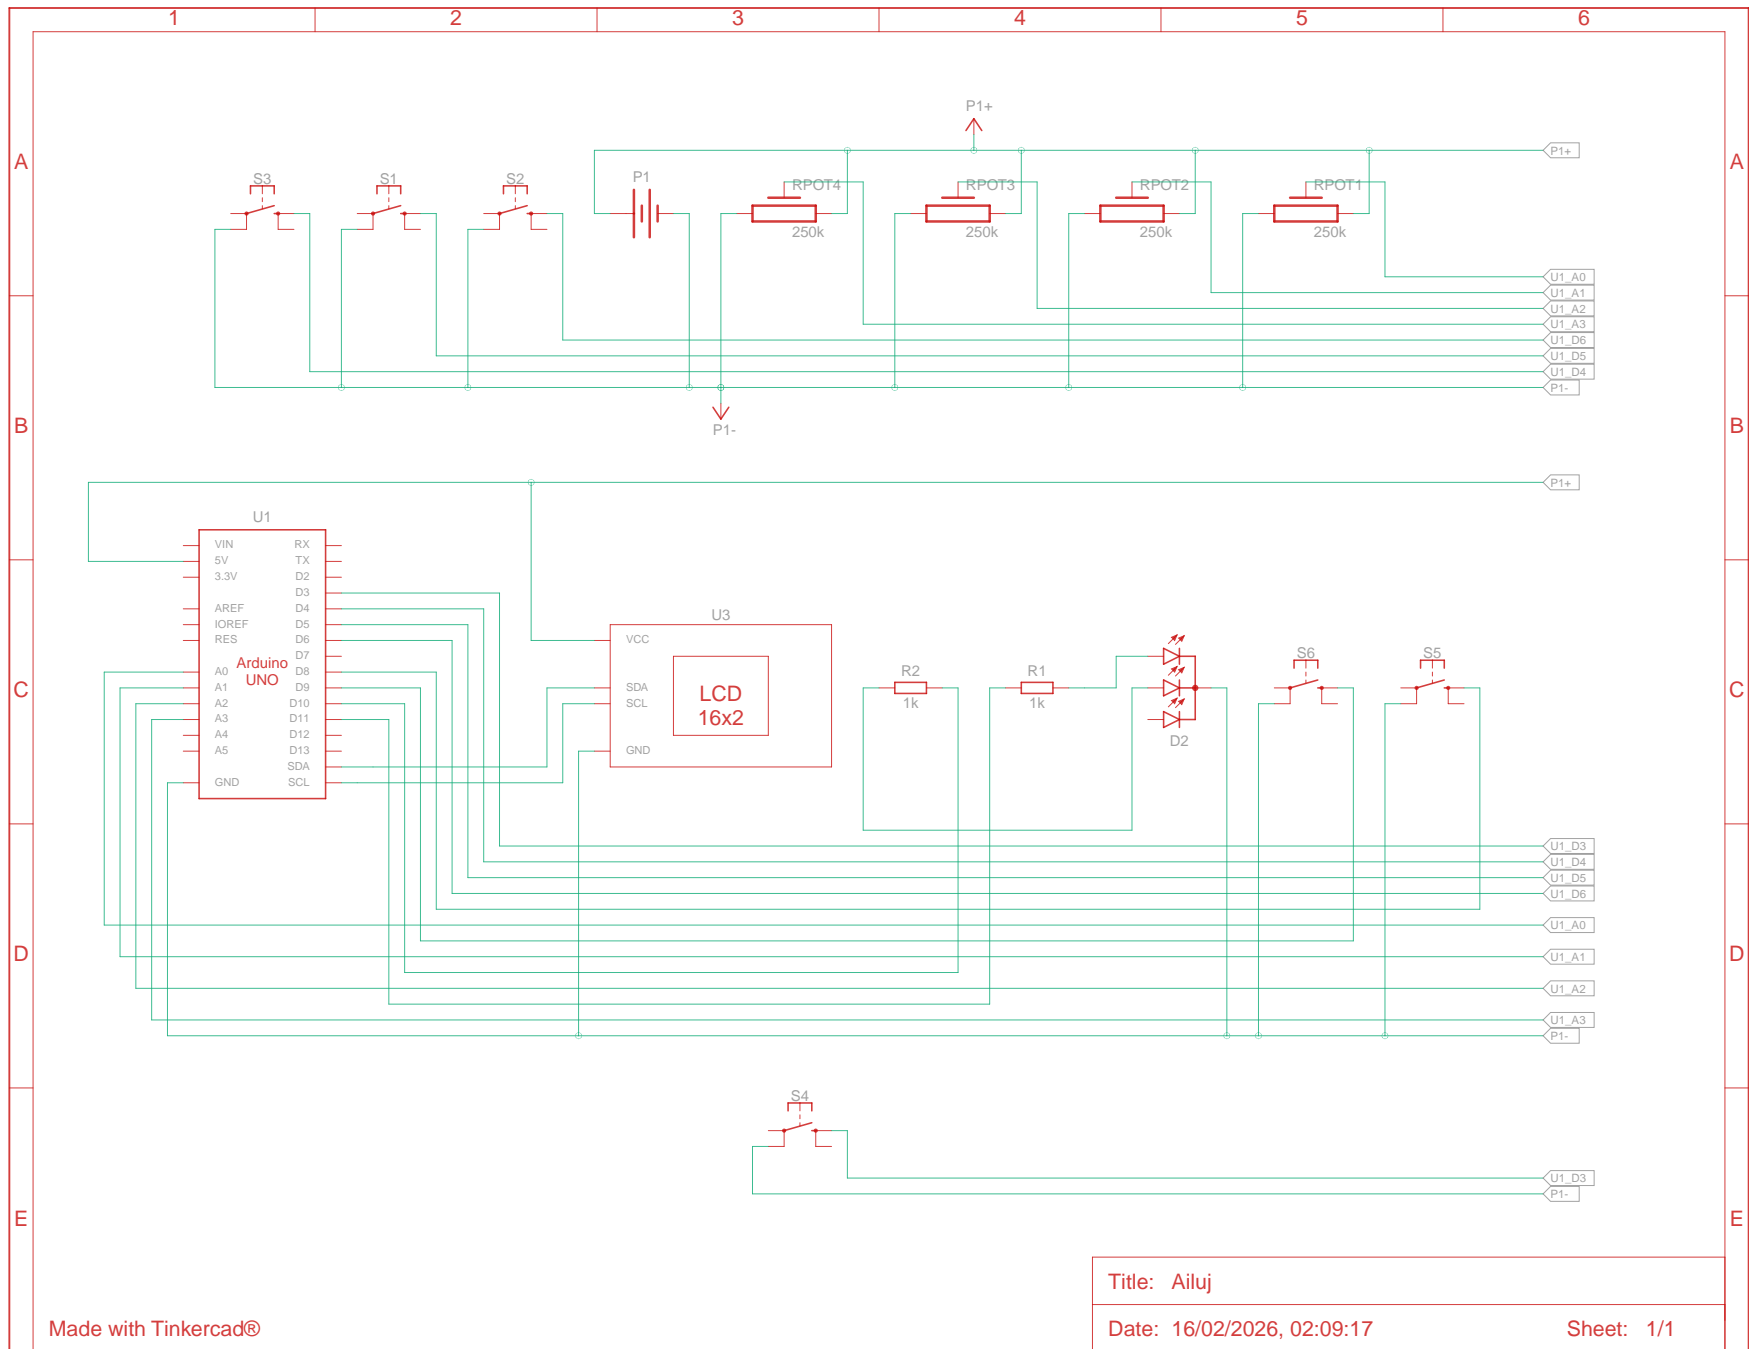 1 2 3 4 5 6
P1+
A P1+ A
S3 S1 S2 P1 RPOT4 RPOT3 RPOT2 RPOT1
250k 250k 250k 250k
U1_A0
U1_A1
U1_A2
U1_A3
U1_D6
U1_D5
U1_D4
P1-
B P1- B
P1+
U1
VIN RX
5V TX
3.3V D2
D3
AREF D4
IOREF D5
RES D6
D7
A0 D8
A1 D9
A2 D10
A3 D11
A4 D12
A5 D13
SDA
GND SCL
Arduino
UNO
U3
VCC
SDA
SCL
GND
LCD
16x2
C R2 R1 S6 S5 C
1k 1k
D2
U1_D3
U1_D4
U1_D5
U1_D6
U1_A0
D U1_A1 D
U1_A2
U1_A3
P1-
S4
U1_D3
P1-
E E
Title: Ailuj
Made with Tinkercad® Date: 16/02/2026, 02:09:17 Sheet: 1/1